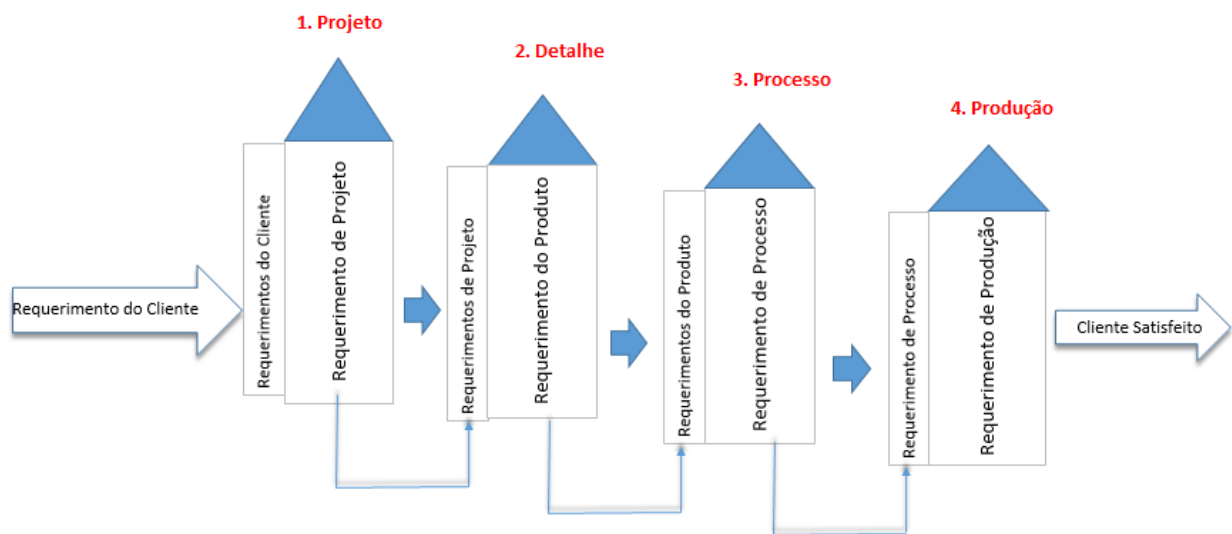 1. Projeto
2. Detalhe
3. Processo
4. Produção
Requerimento do Cliente
Requerimentos do Cliente
Requerimento de Projeto
Requerimentos de Projeto
Requerimento do Produto
Requerimentos do Produto
Requerimento de Processo
Requerimento de Processo
Requerimento de Produção
Cliente Satisfeito